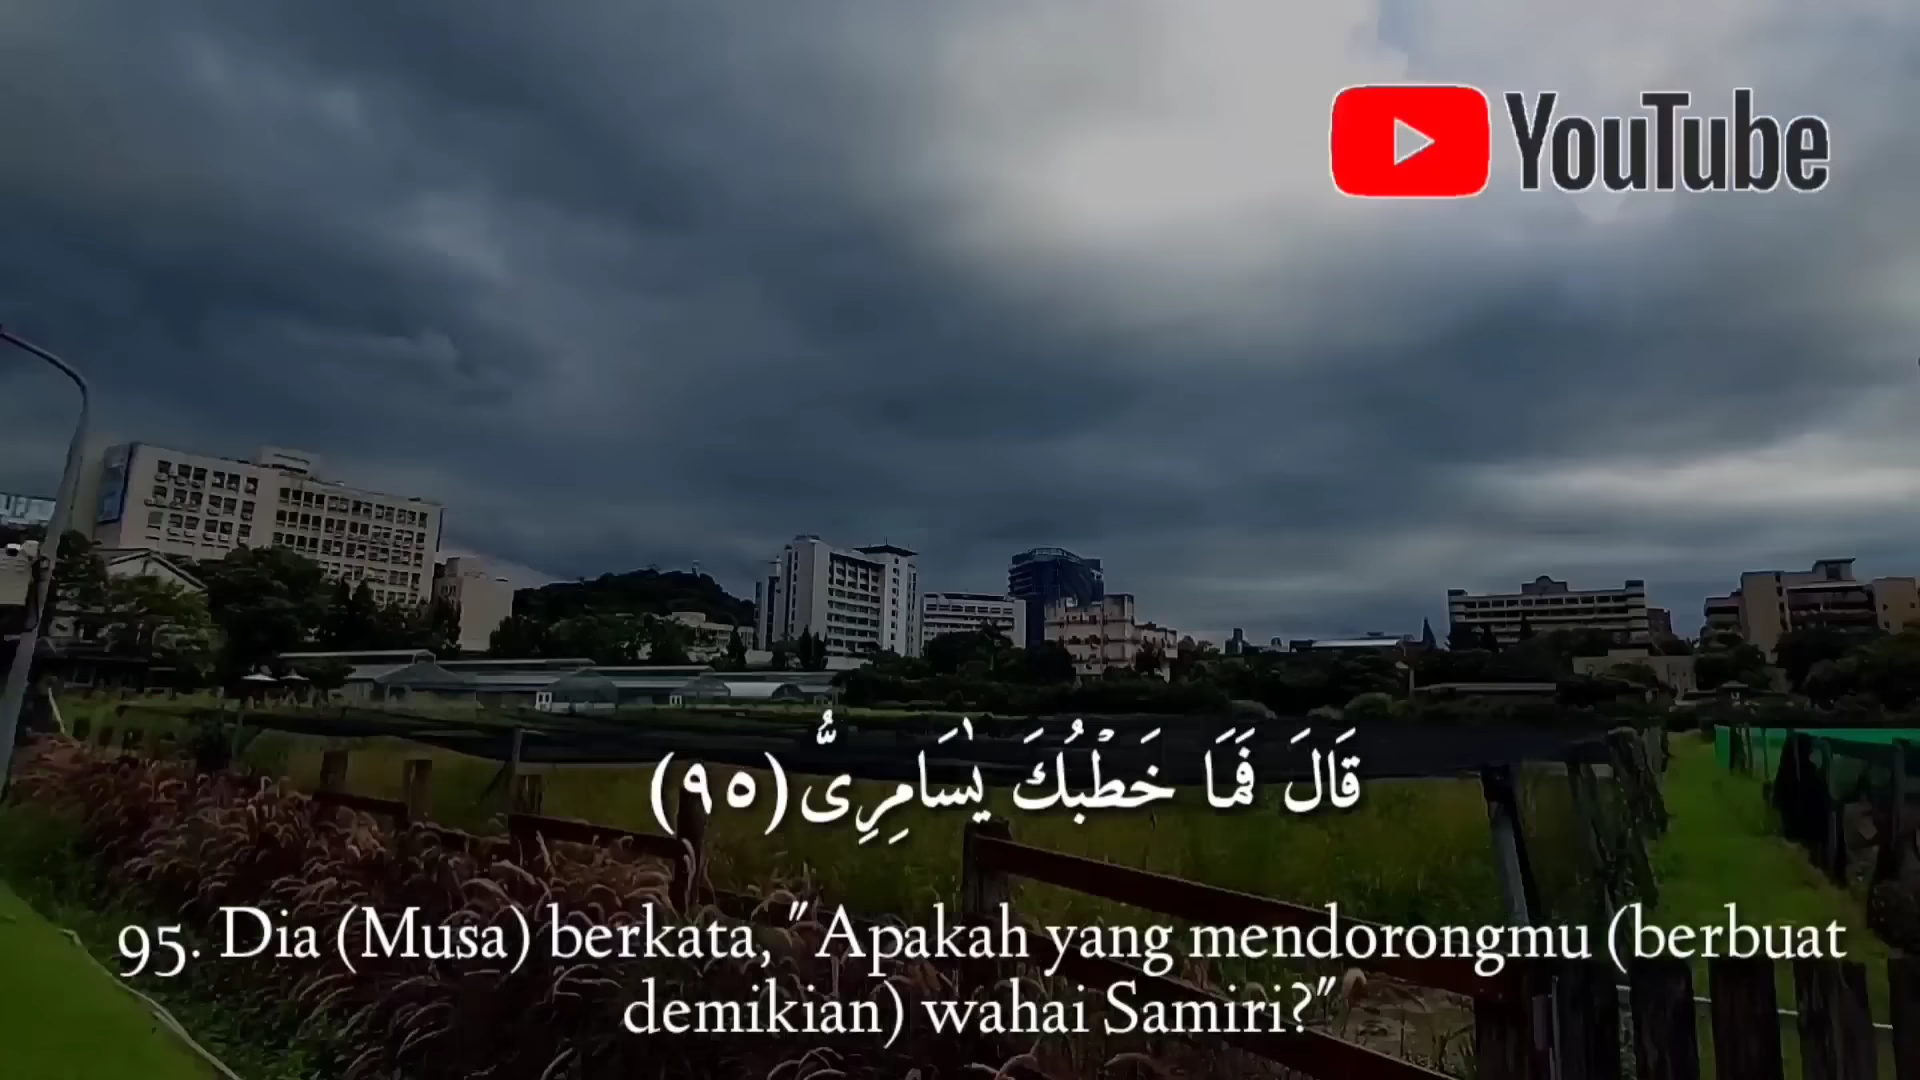 YouTube
قَالَ فَمَا خَطْبُكَ يٰسَامِرِىُّ (٩٥)
95. Dia (Musa) berkata, "Apakah yang mendorongmu (berbuat
demikian) wahai Samiri?"